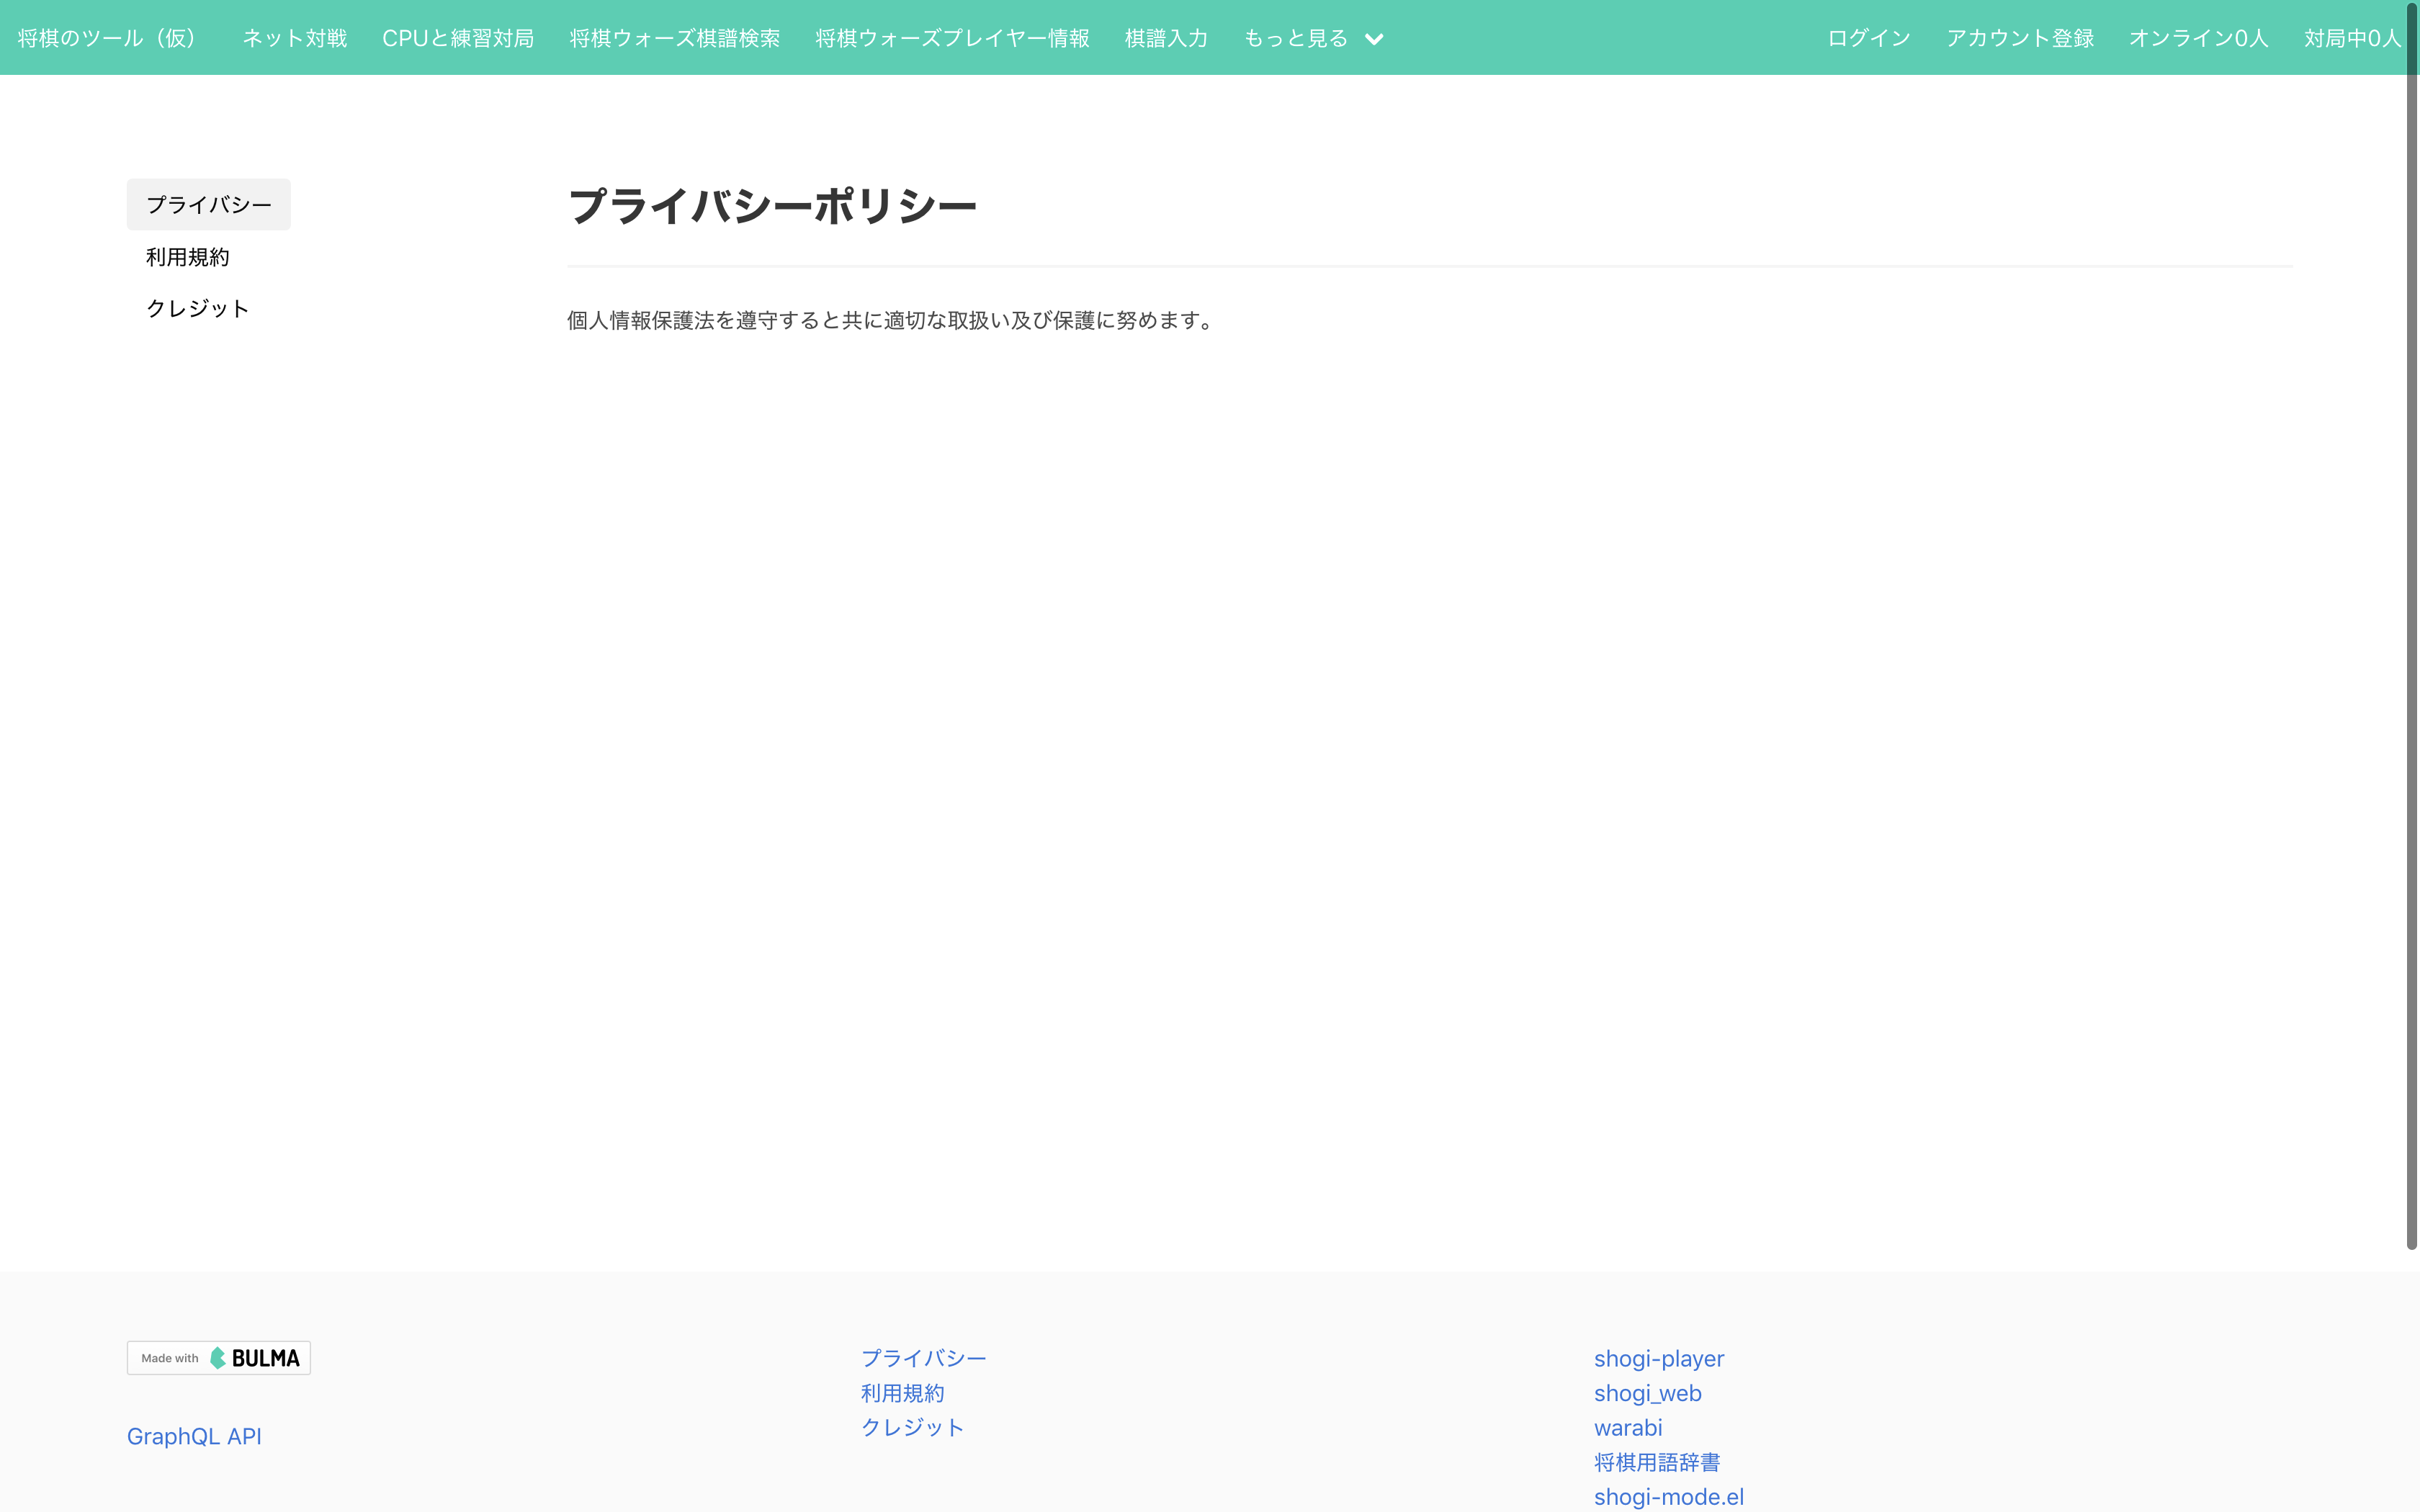 将棋のツール（仮） ネット対戦 CPUと練習対局 将棋ウォーズ棋譜検索 将棋ウォーズプレイヤー情報 棋譜入力 もっと見る ログイン アカウント登録 オンライン0人 対局中0人
プライバシー
利用規約
クレジット
プライバシーポリシー
個人情報保護法を遵守すると共に適切な取扱い及び保護に努めます。
Made with BULMA
GraphQL API
プライバシー
利用規約
クレジット
shogi-player
shogi_web
warabi
将棋用語辞書
shogi-mode.el